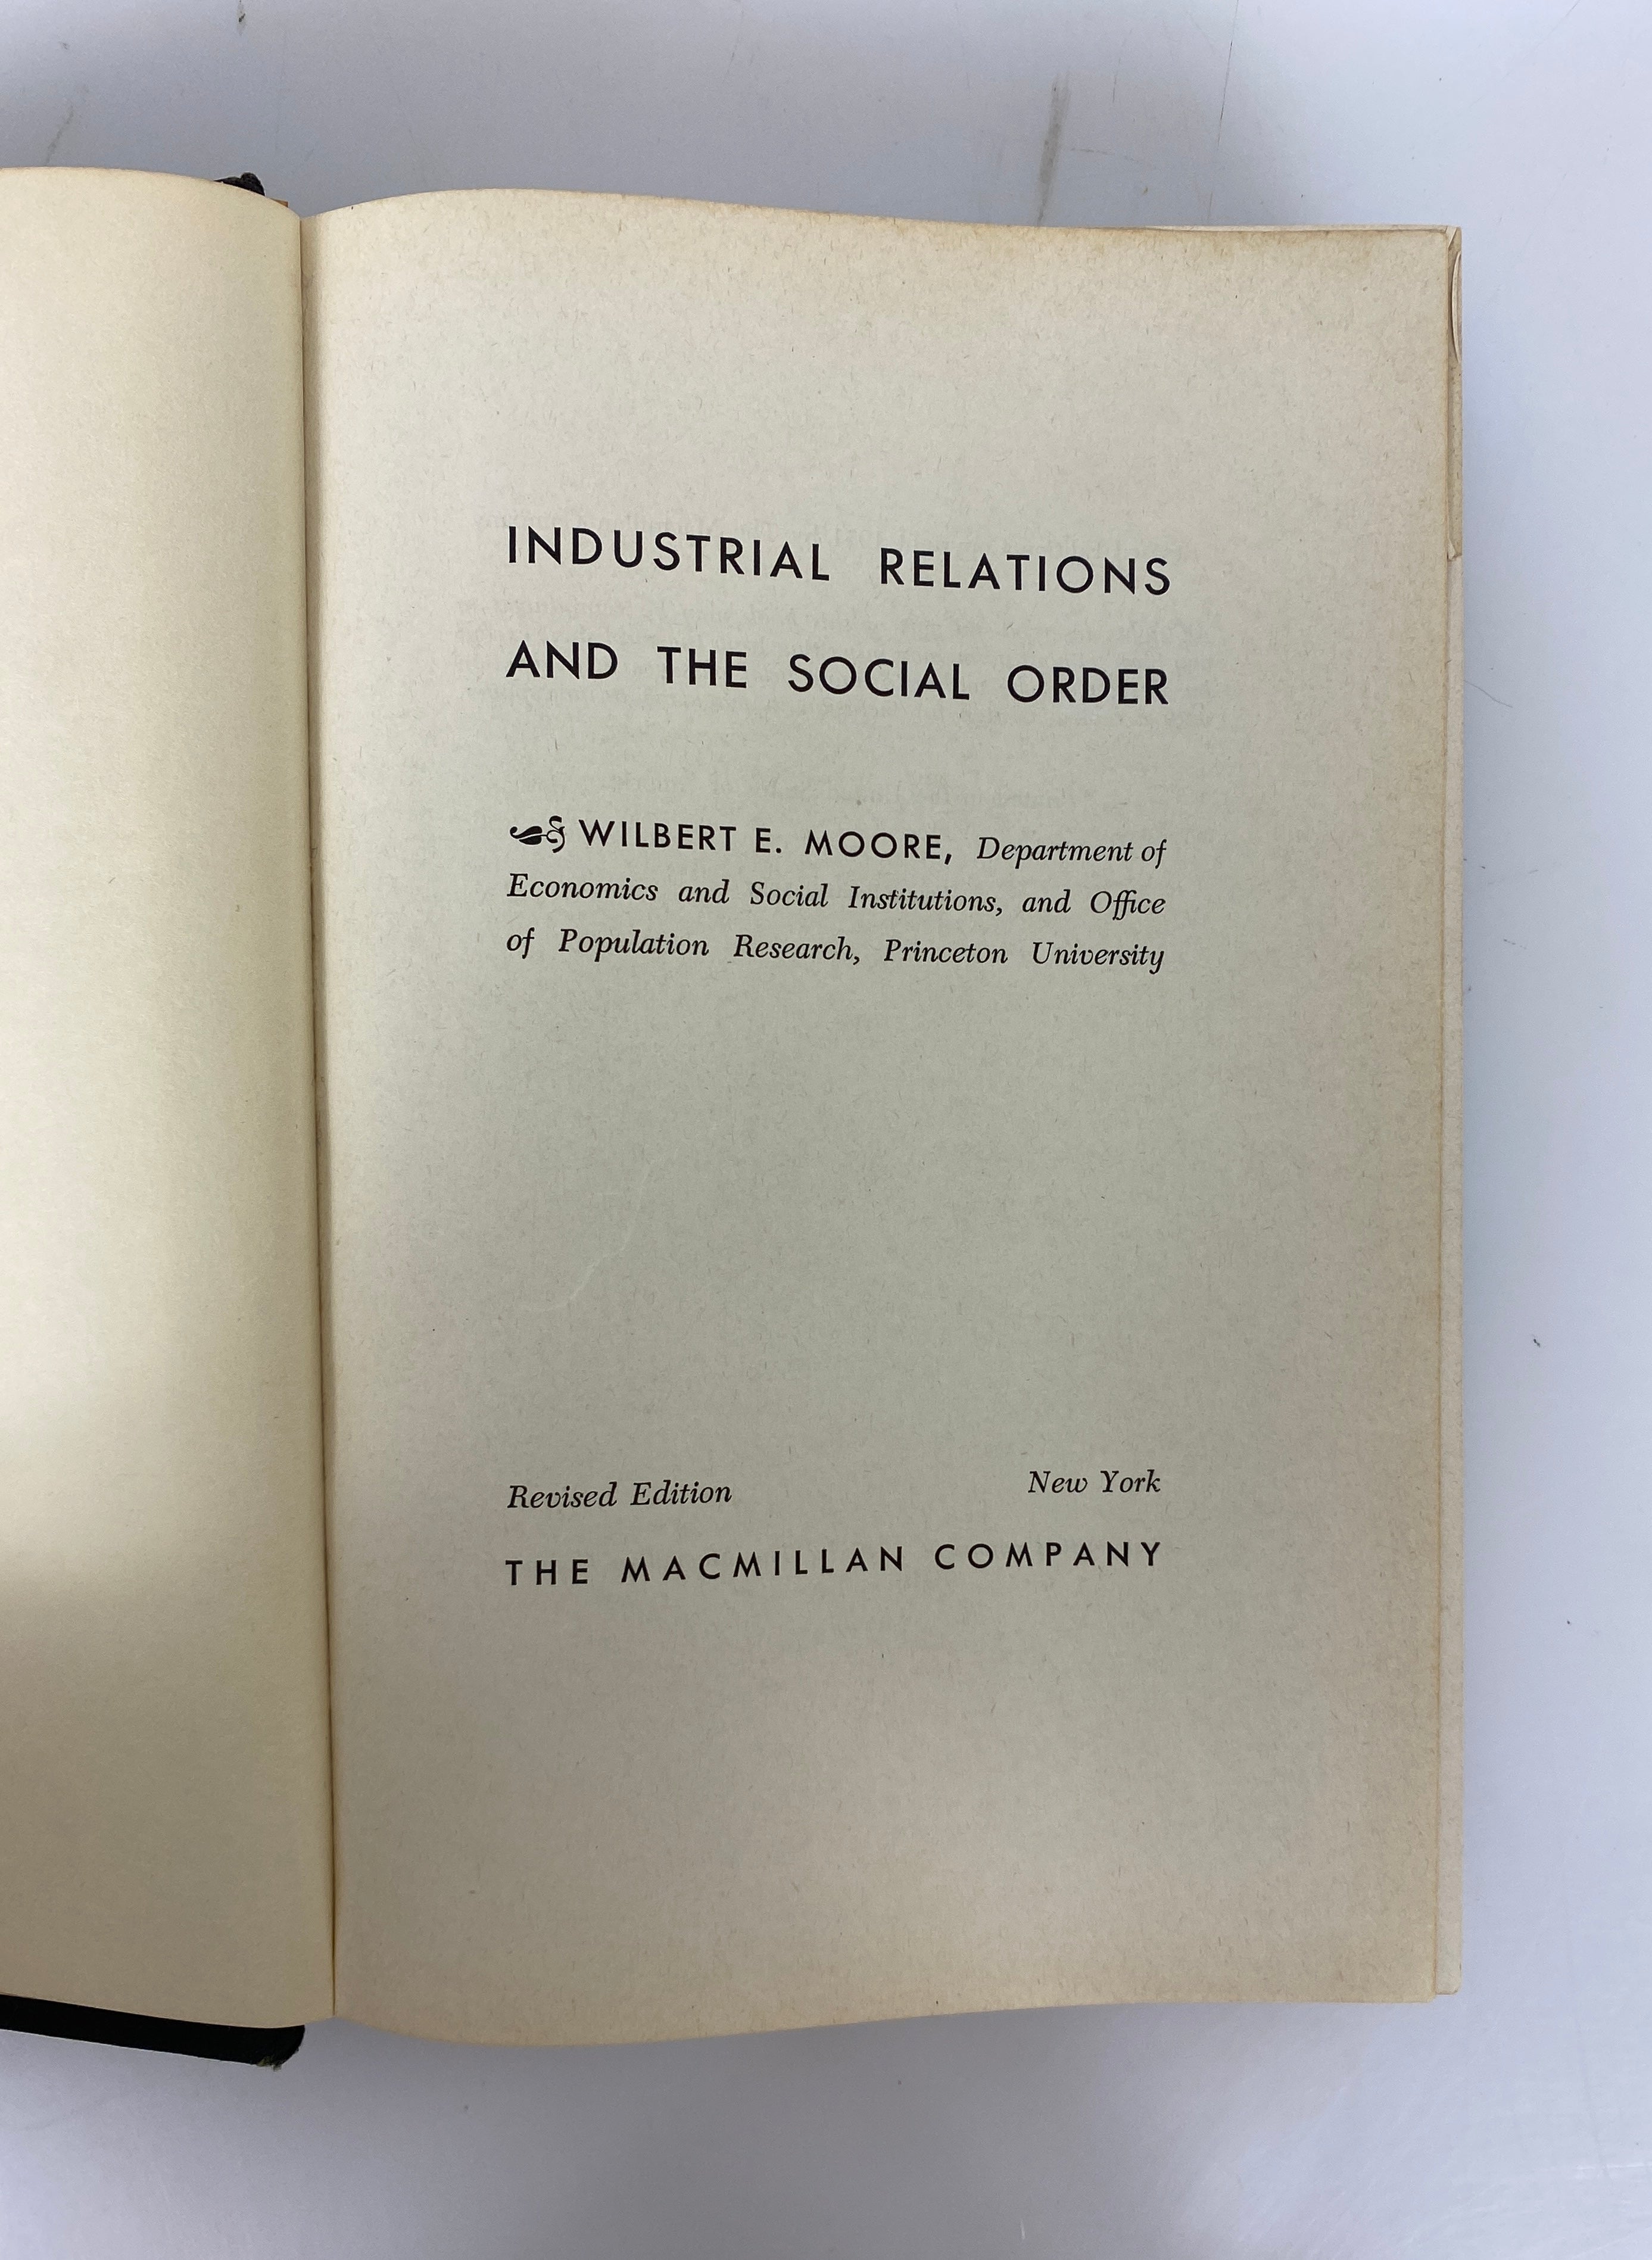 INDUSTRIAL RELATIONS
AND THE SOCIAL ORDER
WILBERT E. MOORE, Department of
Economics and Social Institutions, and Office
of Population Research, Princeton University
Revised Edition New York
THE MACMILLAN COMPANY